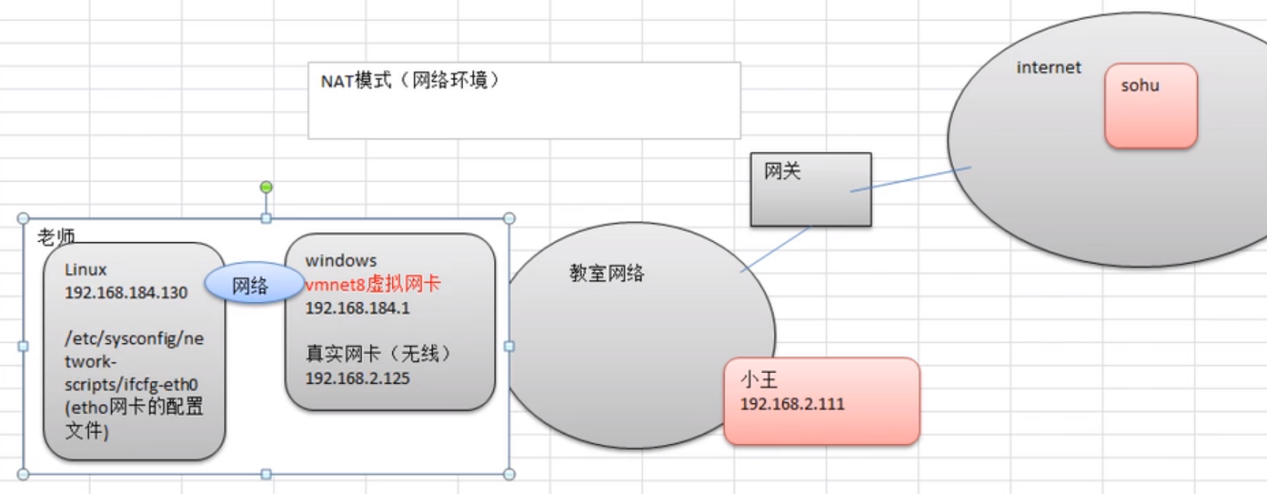 NAT模式（网络环境）
internet
sohu
网关
老师
Linux
192.168.184.130
/etc/sysconfig/ne
twork-
scripts/ifcfg-eth0
(etho网卡的配置
文件)
网络
windows
vmnet8虚拟网卡
192.168.184.1
真实网卡（无线）
192.168.2.125
教室网络
小王
192.168.2.111